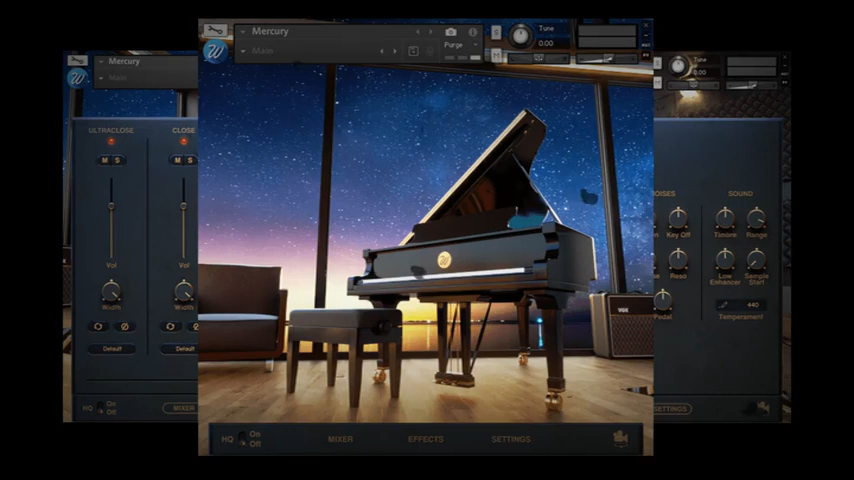 Mercury
Main
Purge
S
M
Tune
0.00
VOX
HQ
On
Off
MIXER
EFFECTS
SETTINGS
Mercury
Main
ULTRACLOSE
CLOSE
M S
M S
Vol
Vol
Width
Width
Default
Default
HQ
On
Off
MIXER
Tune
0.00
SOUND
Key Off
Timbre
Range
Reso
Low
Enhancer
Sample
Start
Pedal
440
Temperament
SETTINGS